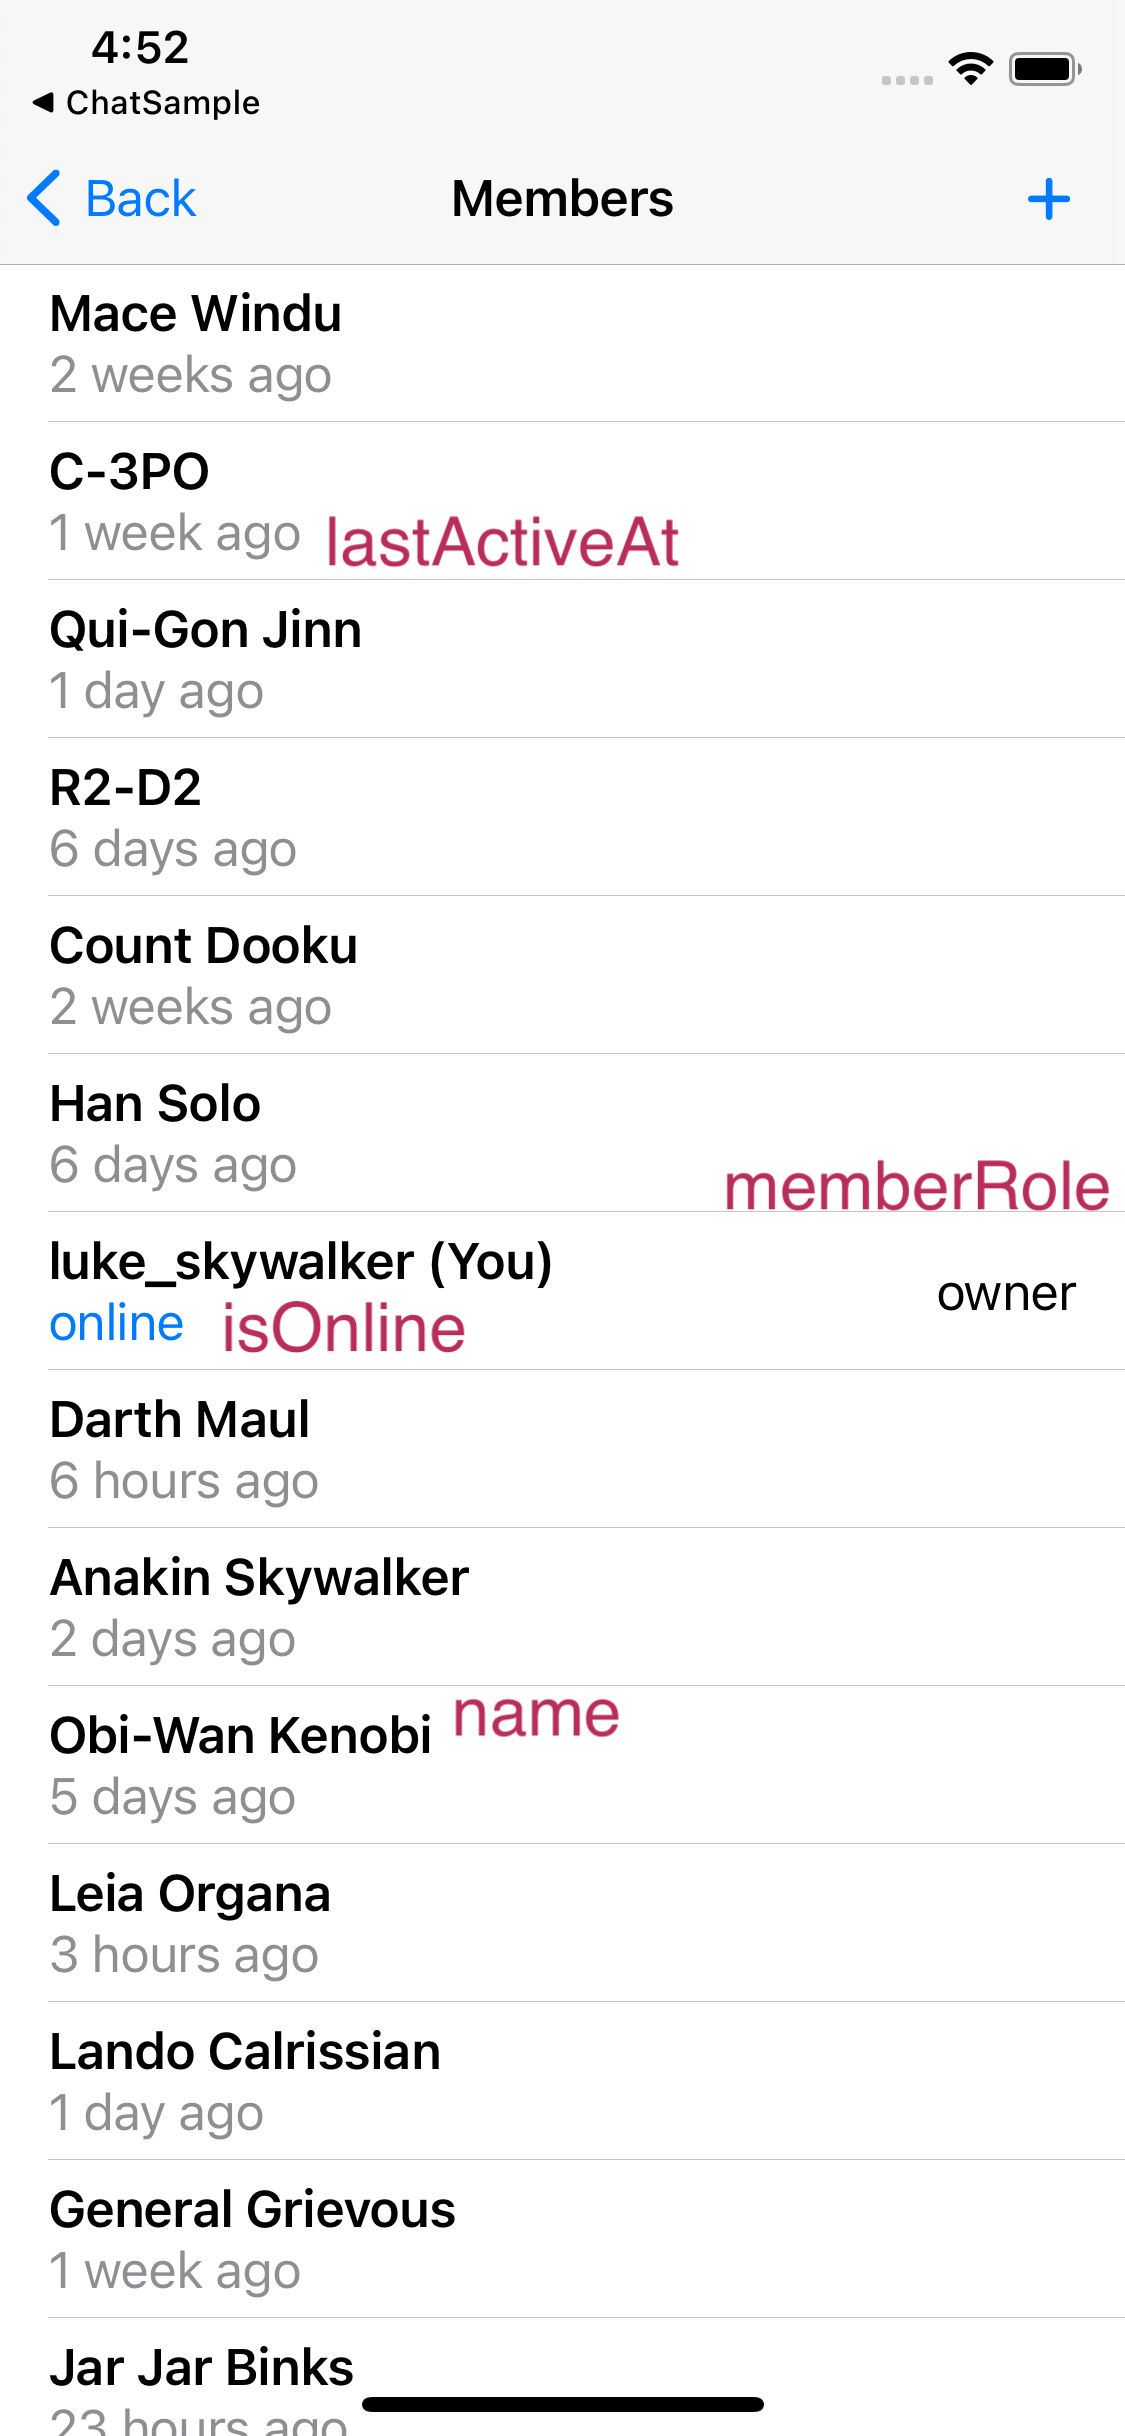 4:52
ChatSample
Back Members +
Mace Windu
2 weeks ago
C-3PO
1 week ago lastActiveAt
Qui-Gon Jinn
1 day ago
R2-D2
6 days ago
Count Dooku
2 weeks ago
Han Solo
6 days ago
memberRole
luke_skywalker (You)
owner
online isOnline
Darth Maul
6 hours ago
Anakin Skywalker
2 days ago
Obi-Wan Kenobi name
5 days ago
Leia Organa
3 hours ago
Lando Calrissian
1 day ago
General Grievous
1 week ago
Jar Jar Binks
23 hours ago